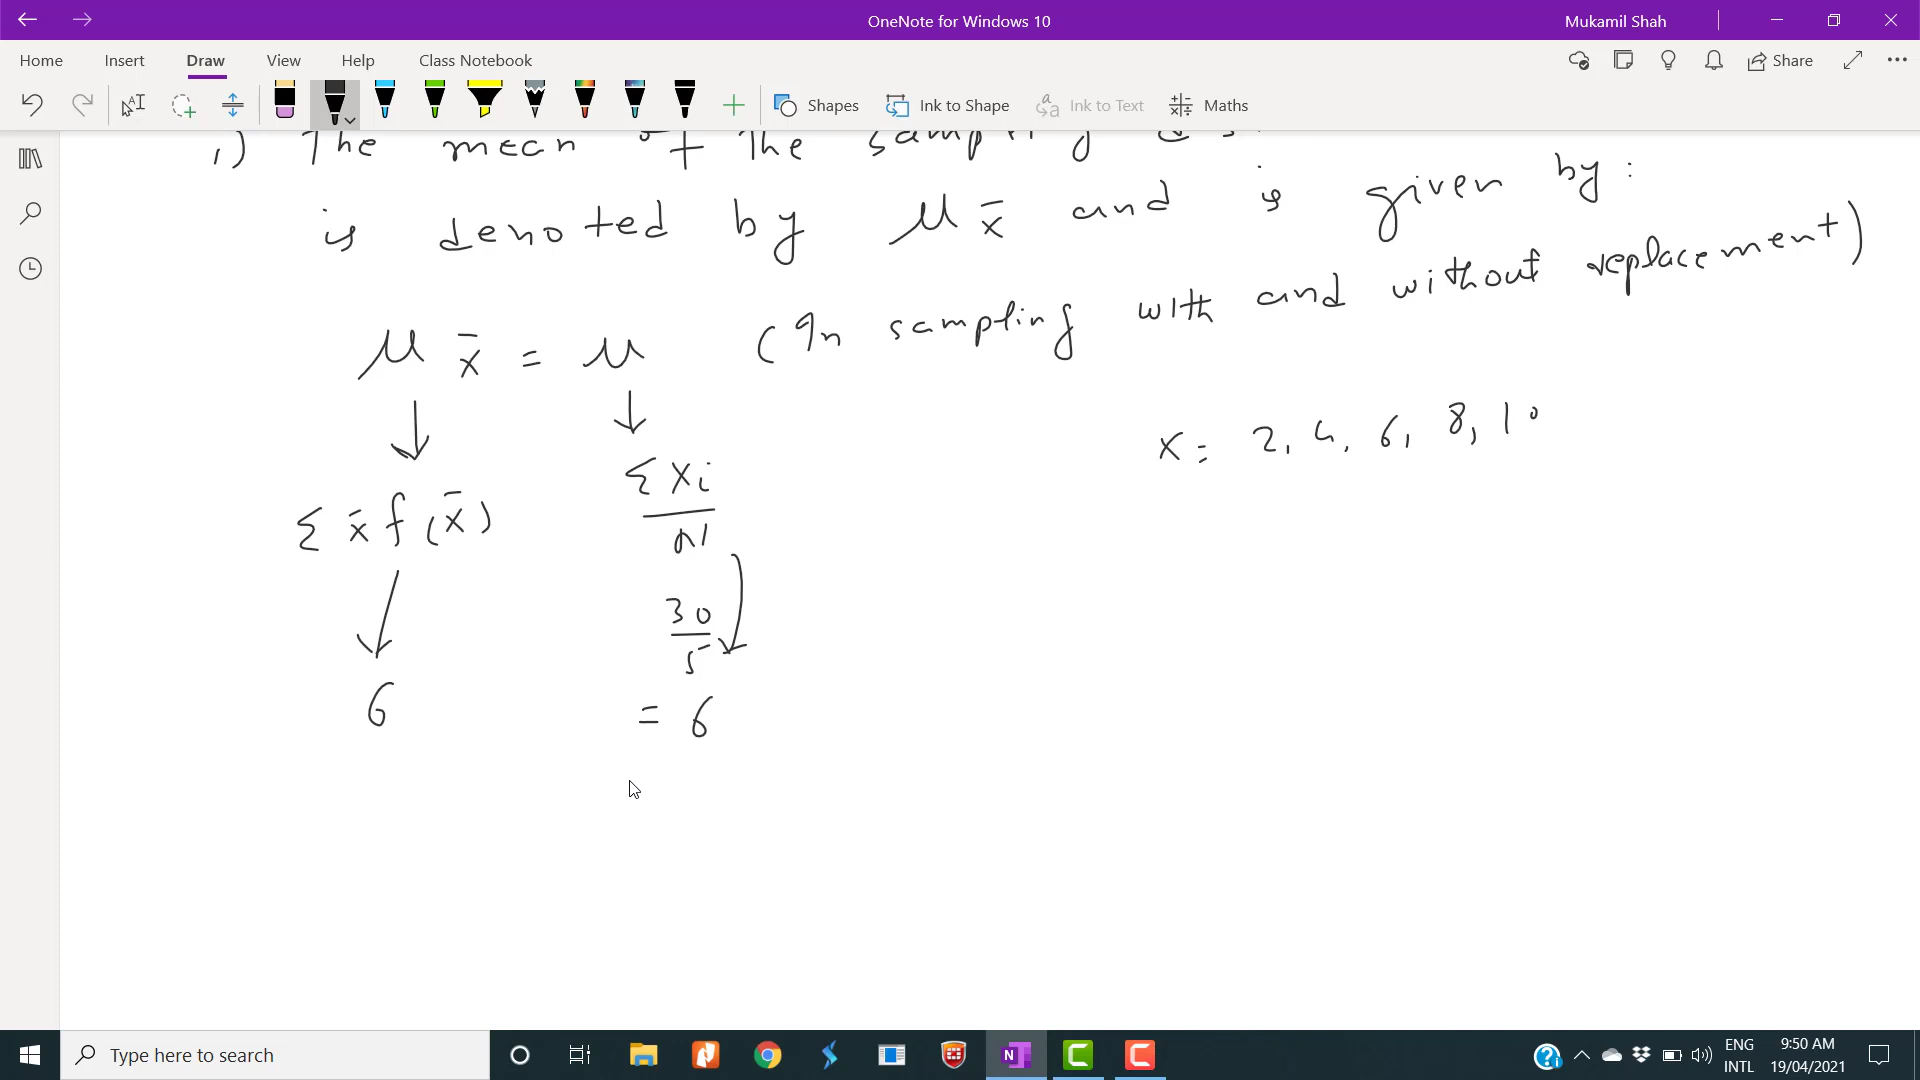 OneNote for Windows 10
Mukamil Shah
Home Insert Draw View Help Class Notebook
Share
Shapes Ink to Shape Ink to Text Maths
1) The mean of the sampling
is denoted by μ x̄ and is given by:
μ x̄ = μ (In sampling with and without replacement)
X = 2, 4, 6, 8, 10
Σ x̄ f(x̄)
Σ Xi
N
30
5
6
= 6
Type here to search
ENG
INTL
9:50 AM
19/04/2021